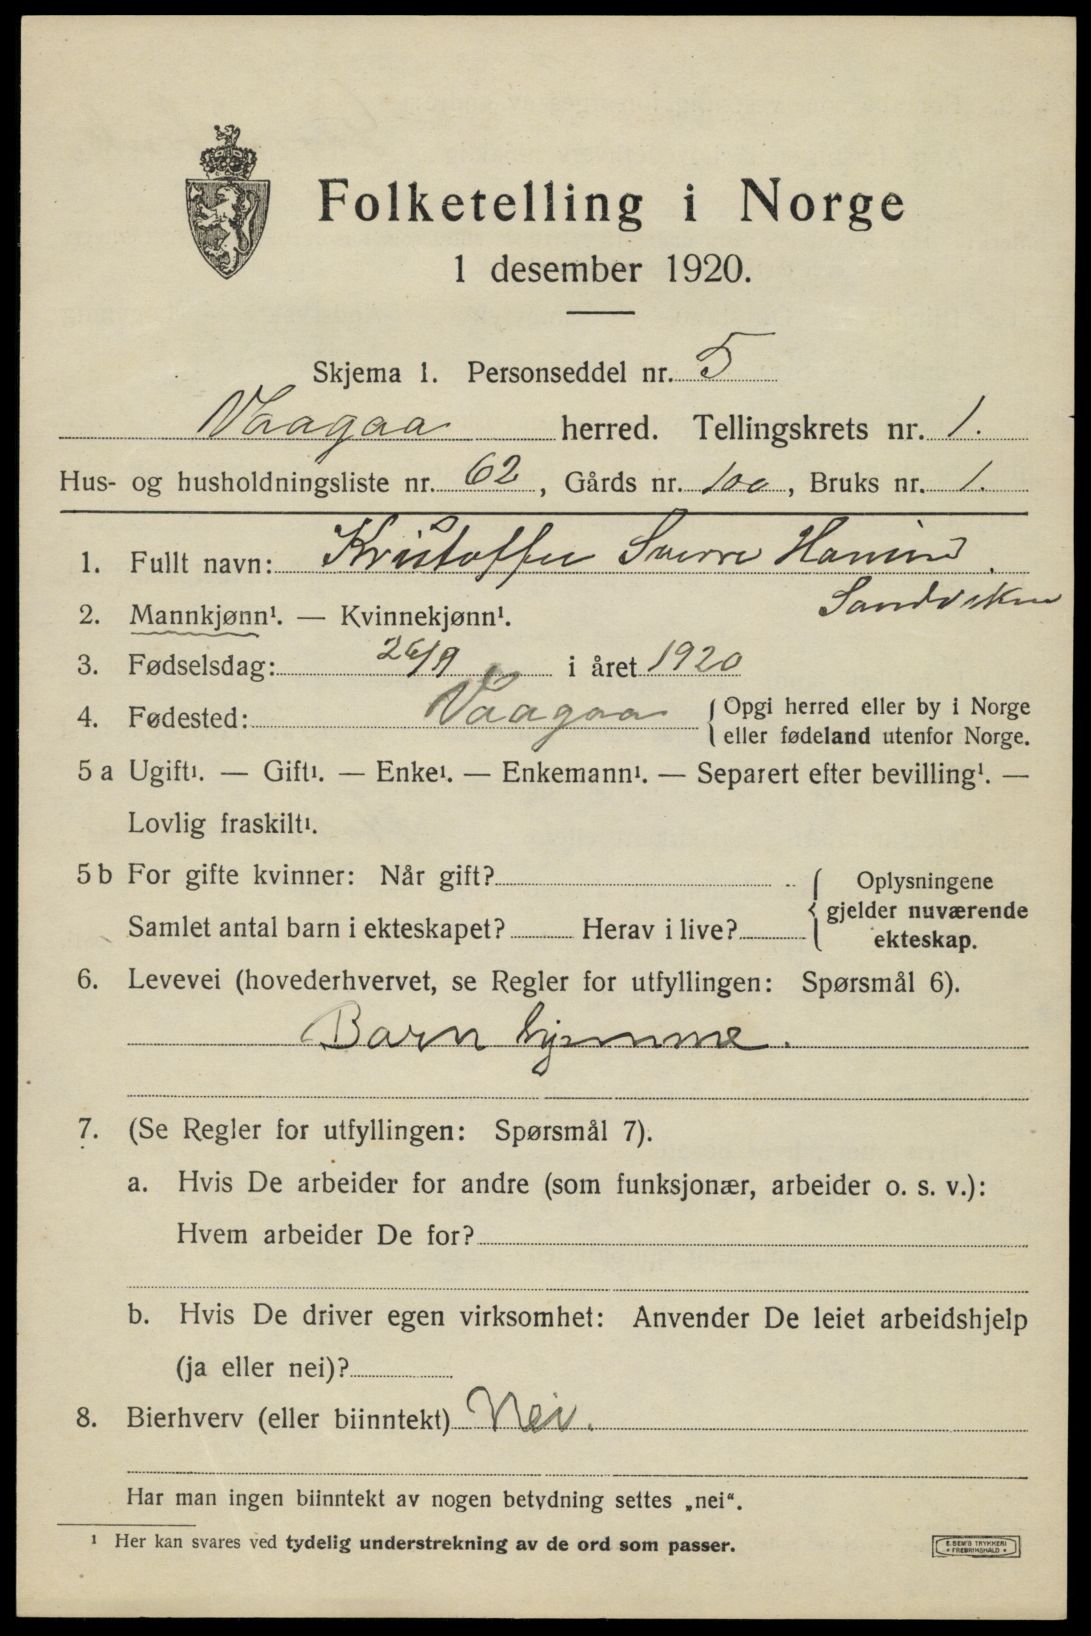 Folketelling i Norge
1 desember 1920.
Skjema 1. Personseddel nr. 5
Vaagaa herred. Tellingskrets nr. 1.
Hus- og husholdningsliste nr. 62, Gårds nr. 100, Bruks nr. 1.
1. Fullt navn: Kristoffer Sverre
Sandviken
2. Mannkjønn¹. — Kvinnekjønn¹.
3. Fødselsdag: 26/9 i året 1920
4. Fødested: Vaagaa { Opgi herred eller by i Norge
eller fødeland utenfor Norge.
5 a Ugift¹. — Gift¹. — Enke¹. — Enkemann¹. — Separert efter bevilling¹. —
Lovlig fraskilt¹.
5 b For gifte kvinner: Når gift?
Samlet antal barn i ekteskapet? Herav i live?
{ Oplysningene
gjelder nuværende
ekteskap.
6. Levevei (hovederhvervet, se Regler for utfyllingen: Spørsmål 6).
Barn hjemme.
7. (Se Regler for utfyllingen: Spørsmål 7).
a. Hvis De arbeider for andre (som funksjonær, arbeider o. s. v.):
Hvem arbeider De for?
b. Hvis De driver egen virksomhet: Anvender De leiet arbeidshjelp
(ja eller nei)?
8. Bierhverv (eller biinntekt) Nei.
Har man ingen biinntekt av nogen betydning settes „nei“.
¹ Her kan svares ved tydelig understrekning av de ord som passer.
E. SEM'S TRYKKERI
• FREDRIKSHALD •